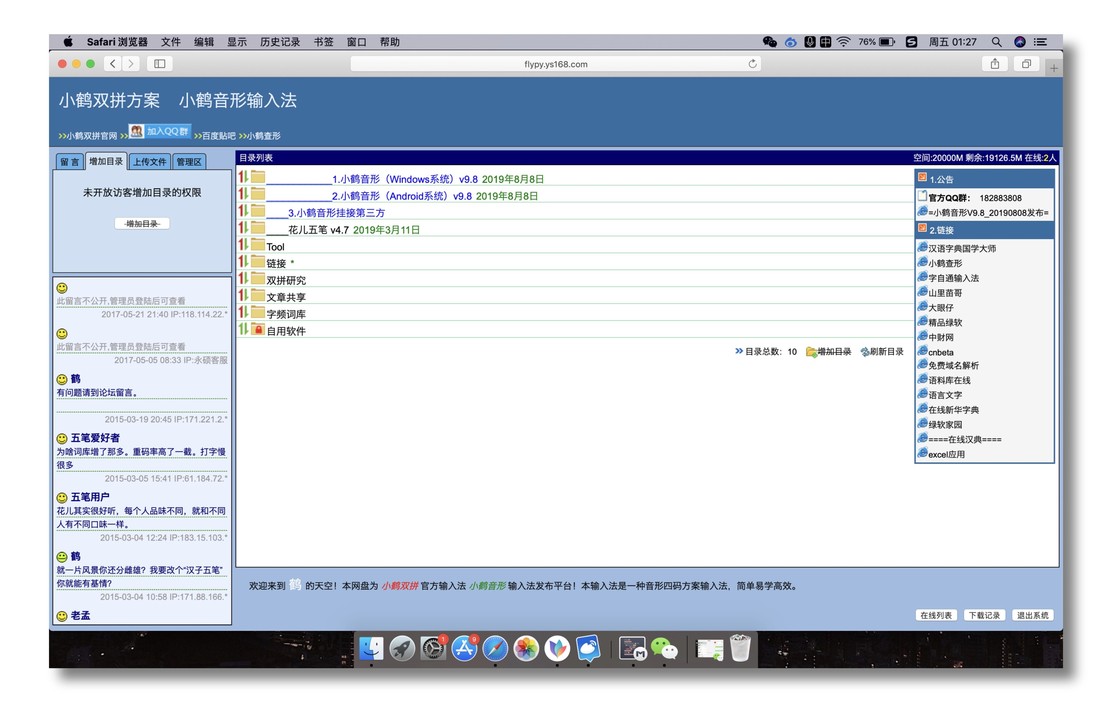 Safari 浏览器 文件 编辑 显示 历史记录 书签 窗口 帮助 76% 周五 01:27
flypy.ys168.com
小鹤双拼方案 小鹤音形输入法
>>小鹤双拼官网 >> 加入QQ群 >>百度贴吧 >>小鹤查形
留言 增加目录 上传文件 管理区
未开放访客增加目录的权限
-增加目录-
此留言不公开,管理员登陆后可查看
2017-05-21 21:40 IP:118.114.22.*
此留言不公开,管理员登陆后可查看
2017-05-05 08:33 IP:永硕客服
鹤
有问题请到论坛留言。
2015-03-19 20:45 IP:171.221.2.*
五笔爱好者
为啥词库增了那多。重码率高了一截。打字慢
很多
2015-03-05 15:41 IP:61.184.72.*
五笔用户
花儿其实很好听，每个人品味不同，就和不同
人有不同口味一样。
2015-03-04 12:24 IP:183.15.103.*
鹤
就一片风景你还分雌雄？我要改个“汉子五笔”
你就能有基情？
2015-03-04 10:58 IP:171.88.166.*
老孟
目录列表 空间:20000M 剩余:19126.5M 在线:2人
____________1.小鹤音形（Windows系统）v9.8 2019年8月8日
____________2.小鹤音形（Android系统）v9.8 2019年8月8日
____3.小鹤音形挂接第三方
____花儿五笔 v4.7 2019年3月11日
Tool
链接 *
双拼研究
文章共享
字频词库
自用软件
>> 目录总数：10 增加目录 刷新目录
1.公告
官方QQ群： 182883808
=小鹤音形V9.8_20190808发布=
2.链接
汉语字典国学大师
小鹤查形
字自通输入法
山里苗哥
大眼仔
精品绿软
中财网
cnbeta
免费域名解析
语料库在线
语言文字
在线新华字典
绿软家园
====在线汉典====
excel应用
欢迎来到 鹤 的天空！本网盘为 小鹤双拼 官方输入法 小鹤音形 输入法发布平台！本输入法是一种音形四码方案输入法，简单易学高效。
在线列表 下载记录 退出系统